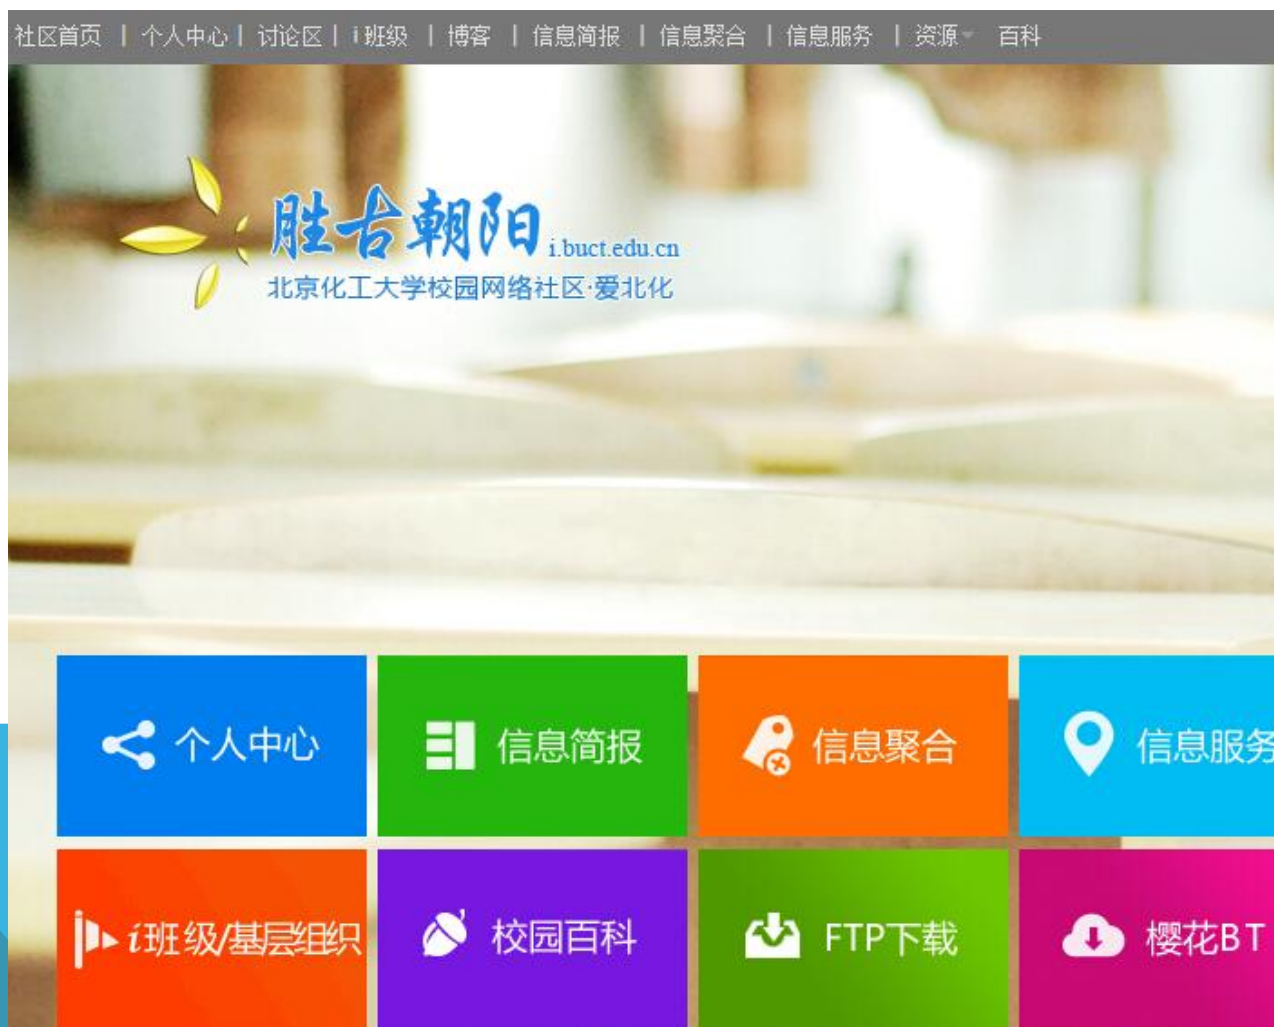 社区首页 | 个人中心 | 讨论区 | i班级 | 博客 | 信息简报 | 信息聚合 | 信息服务 | 资源 百科
胜古朝阳 i.buct.edu.cn
北京化工大学校园网络社区·爱北化
个人中心 信息简报 信息聚合 信息服务
i班级/基层组织 校园百科 FTP下载 樱花BT